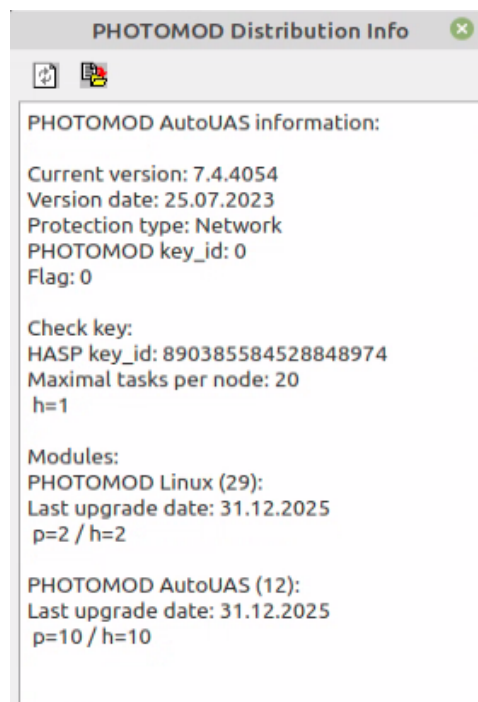 PHOTOMOD Distribution Info
PHOTOMOD AutoUAS information:
Current version: 7.4.4054
Version date: 25.07.2023
Protection type: Network
PHOTOMOD key_id: 0
Flag: 0
Check key:
HASP key_id: 890385584528848974
Maximal tasks per node: 20
h=1
Modules:
PHOTOMOD Linux (29):
Last upgrade date: 31.12.2025
p=2 / h=2
PHOTOMOD AutoUAS (12):
Last upgrade date: 31.12.2025
p=10 / h=10